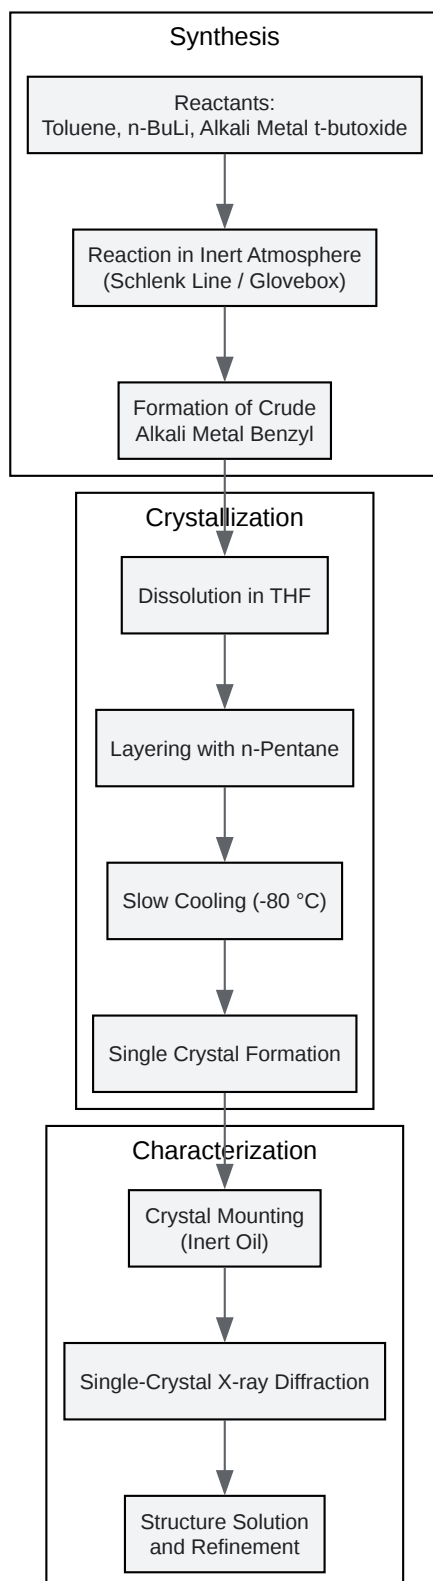 Synthesis
Reactants:
Toluene, n-BuLi, Alkali Metal t-butoxide
Reaction in Inert Atmosphere
(Schlenk Line / Glovebox)
Formation of Crude
Alkali Metal Benzyl
Crystallization
Dissolution in THF
Layering with n-Pentane
Slow Cooling (-80 °C)
Single Crystal Formation
Characterization
Crystal Mounting
(Inert Oil)
Single-Crystal X-ray Diffraction
Structure Solution
and Refinement